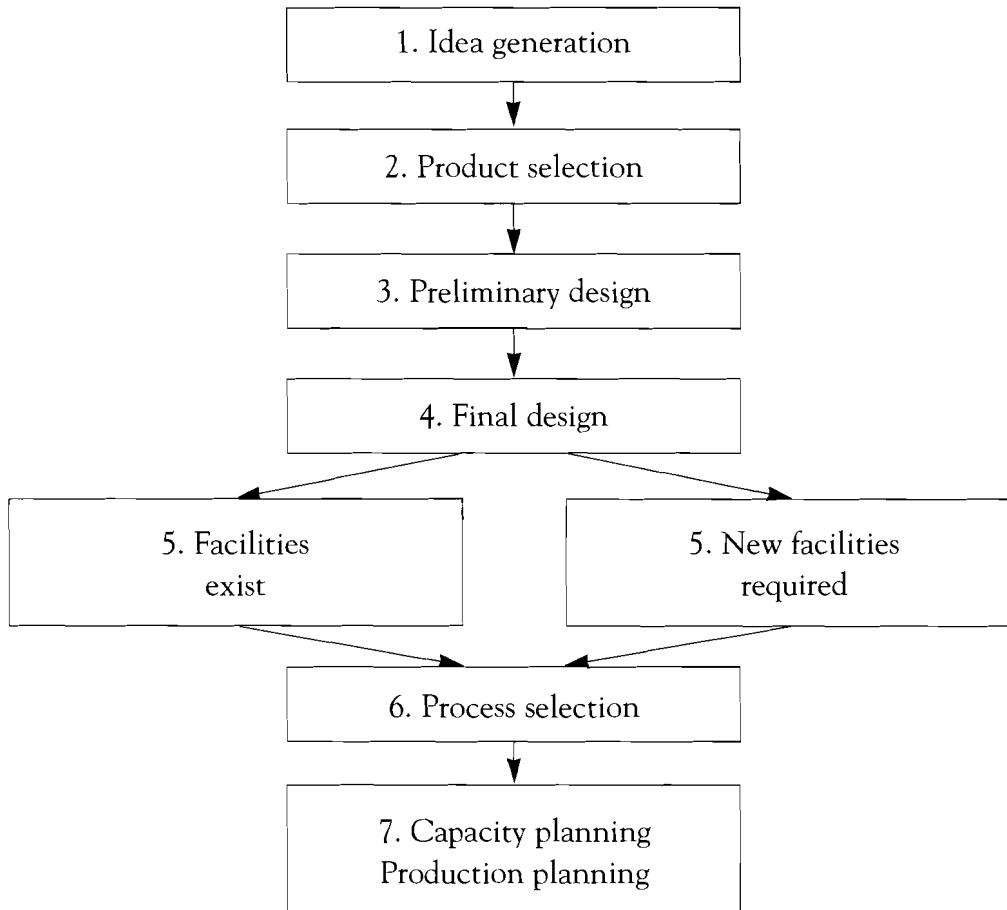 1. Idea generation
2. Product selection
3. Preliminary design
4. Final design
5. Facilities
exist
5. New facilities
required
6. Process selection
7. Capacity planning
Production planning